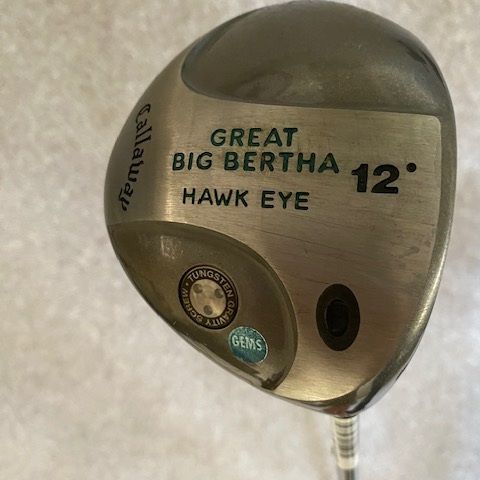 Callaway
GREAT
BIG BERTHA
12°
HAWK EYE
TUNGSTEN GRAVITY SCREW
GEMS